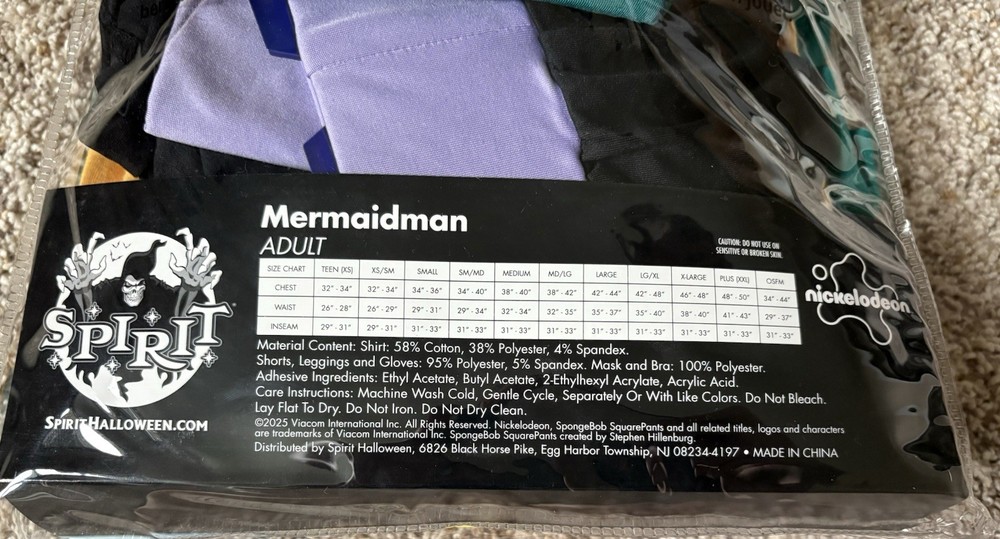 Mermaidman
ADULT
CAUTION: DO NOT USE ON
SENSITIVE OR BROKEN SKIN.
SIZE CHART TEEN (XS) XS/SM SMALL SM/MD MEDIUM MD/LG LARGE LG/XL X-LARGE PLUS (XXL) OSFM
CHEST 32" - 34" 32" - 34" 34" - 36" 34" - 40" 38" - 40" 38" - 42" 42" - 44" 42" - 48" 46" - 48" 48" - 50" 34" - 44"
WAIST 26" - 28" 26" - 29" 29" - 31" 29" - 34" 32" - 34" 32" - 35" 35" - 37" 35" - 40" 38" - 40" 41" - 43" 29" - 37"
INSEAM 29" - 31" 29" - 31" 31" - 33" 31" - 33" 31" - 33" 31" - 33" 31" - 33" 31" - 33" 31" - 33" 31" - 33" 31" - 33"
nickelodeon
SPIRIT
SPIRITHALLOWEEN.COM
Material Content: Shirt: 58% Cotton, 38% Polyester, 4% Spandex.
Shorts, Leggings and Gloves: 95% Polyester, 5% Spandex. Mask and Bra: 100% Polyester.
Adhesive Ingredients: Ethyl Acetate, Butyl Acetate, 2-Ethylhexyl Acrylate, Acrylic Acid.
Care Instructions: Machine Wash Cold, Gentle Cycle, Separately Or With Like Colors. Do Not Bleach.
Lay Flat To Dry. Do Not Iron. Do Not Dry Clean.
©2025 Viacom International Inc. All Rights Reserved. Nickelodeon, SpongeBob SquarePants and all related titles, logos and characters
are trademarks of Viacom International Inc. SpongeBob SquarePants created by Stephen Hillenburg.
Distributed by Spirit Halloween, 6826 Black Horse Pike, Egg Harbor Township, NJ 08234-4197 • MADE IN CHINA